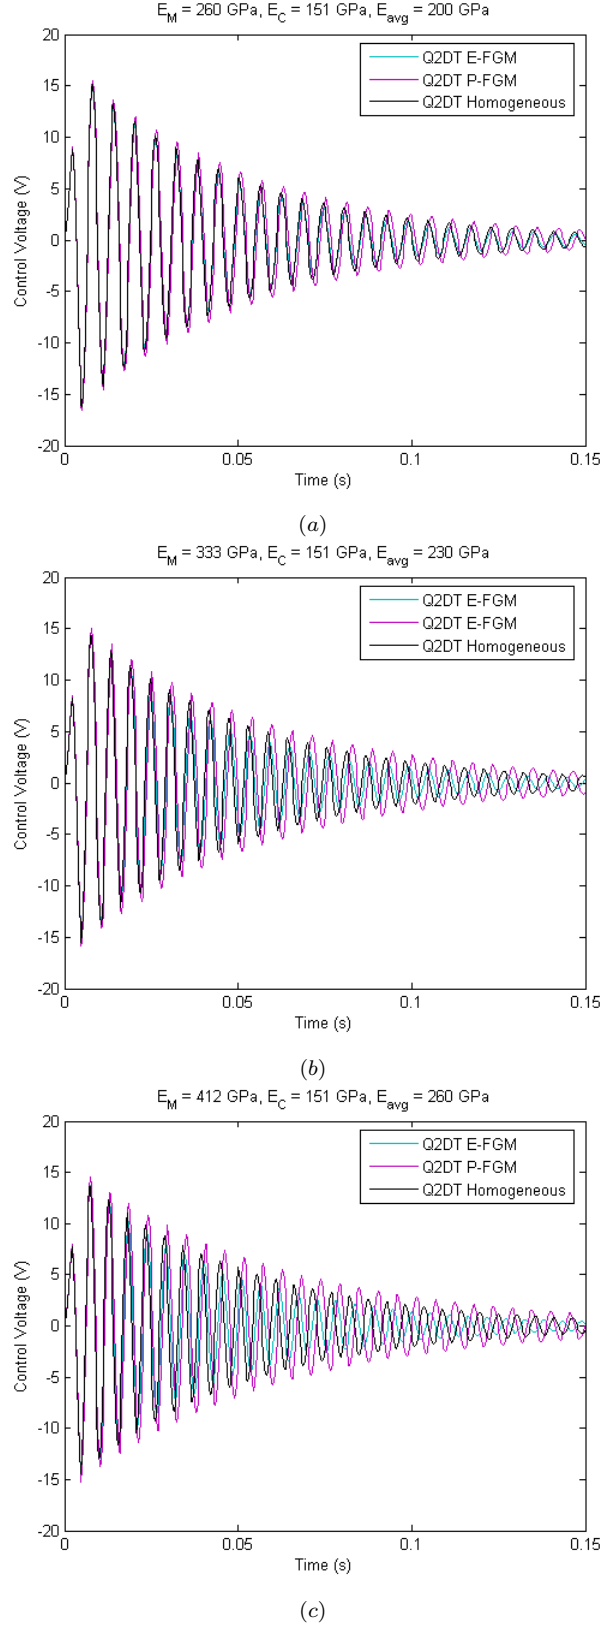 E_M = 260 GPa, E_C = 151 GPa, E_avg = 200 GPa
20
15
10
5
0
-5
-10
-15
-20
Control Voltage (V)
Q2DT E-FGM
Q2DT P-FGM
Q2DT Homogeneous
0 0.05 0.1 0.15
Time (s)
(a)
E_M = 333 GPa, E_C = 151 GPa, E_avg = 230 GPa
20
15
10
5
0
-5
-10
-15
-20
Control Voltage (V)
Q2DT E-FGM
Q2DT E-FGM
Q2DT Homogeneous
0 0.05 0.1 0.15
Time (s)
(b)
E_M = 412 GPa, E_C = 151 GPa, E_avg = 260 GPa
20
15
10
5
0
-5
-10
-15
-20
Control Voltage (V)
Q2DT E-FGM
Q2DT P-FGM
Q2DT Homogeneous
0 0.05 0.1 0.15
Time (s)
(c)